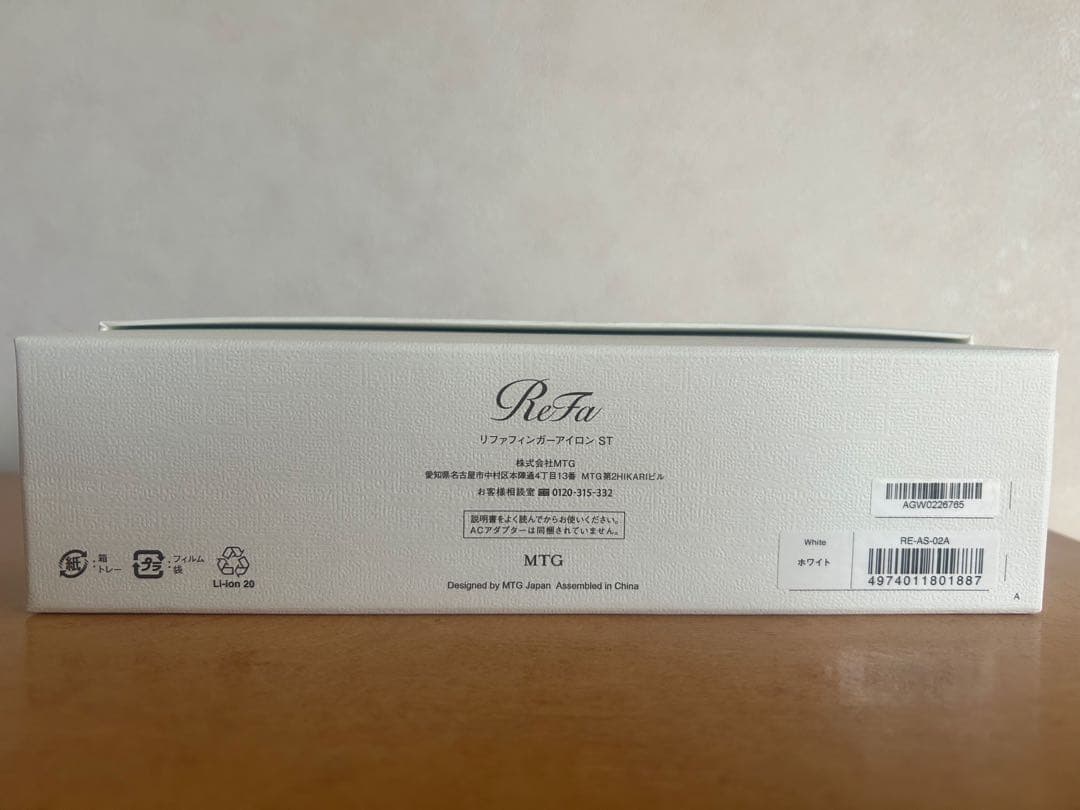 ReFa
リファフィンガーアイロン ST
株式会社MTG
愛知県名古屋市中村区本陣通4丁目13番 MTG第2HIKARIビル
お客様相談室 0120-315-332
説明書をよく読んでからお使いください。
ACアダプターは同梱されていません。
MTG
Designed by MTG Japan Assembled in China
紙 : 箱 トレー
プラ : フィルム 袋
Li-ion 20
AGW0226765
White
ホワイト
RE-AS-02A
4974011801887
A